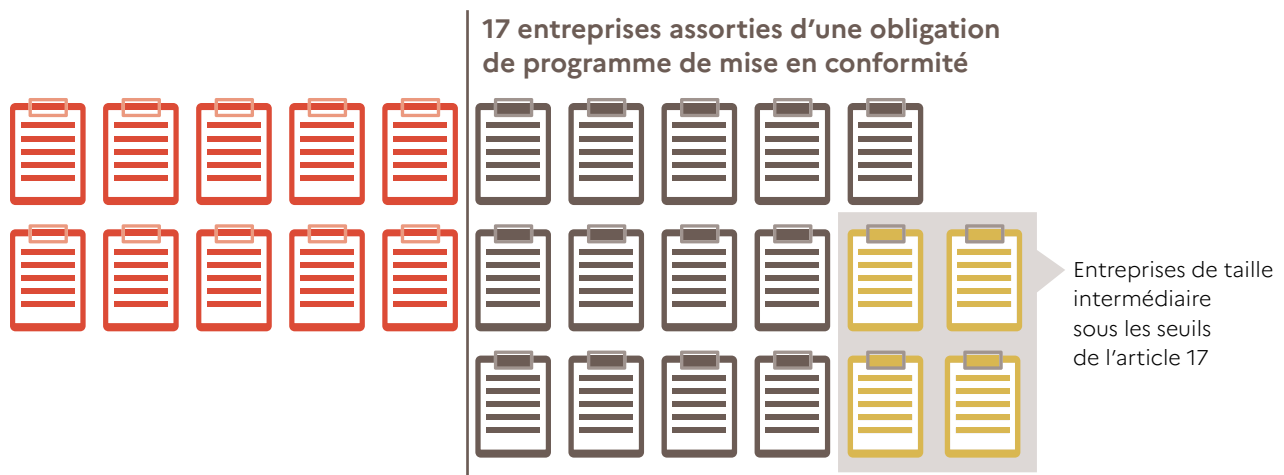 17 entreprises assorties d’une obligation
de programme de mise en conformité
Entreprises de taille
intermédiaire
sous les seuils
de l’article 17